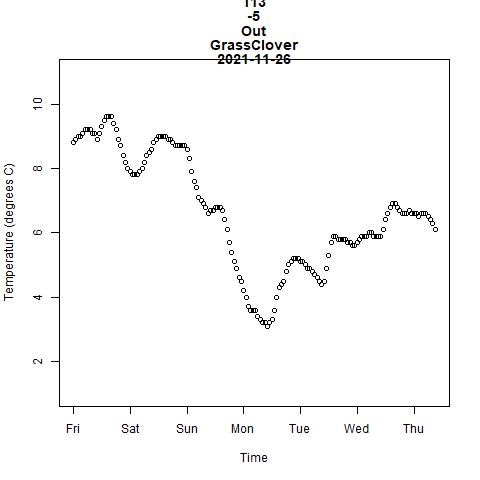 113
-5
Out
GrassClover
2021-11-26
10
8
6
4
2
Temperature (degrees C)
Fri Sat Sun Mon Tue Wed Thu
Time